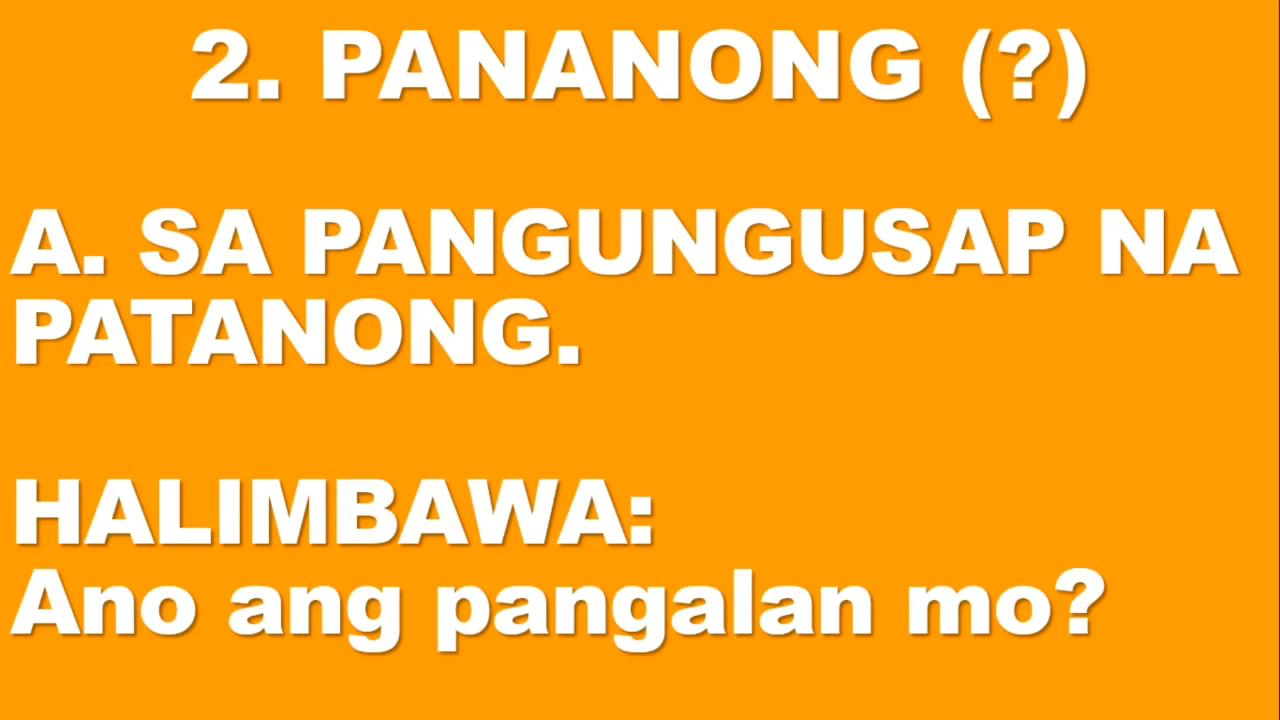 2. PANANONG (?)
A. SA PANGUNGUSAP NA
PATANONG.
HALIMBAWA:
Ano ang pangalan mo?